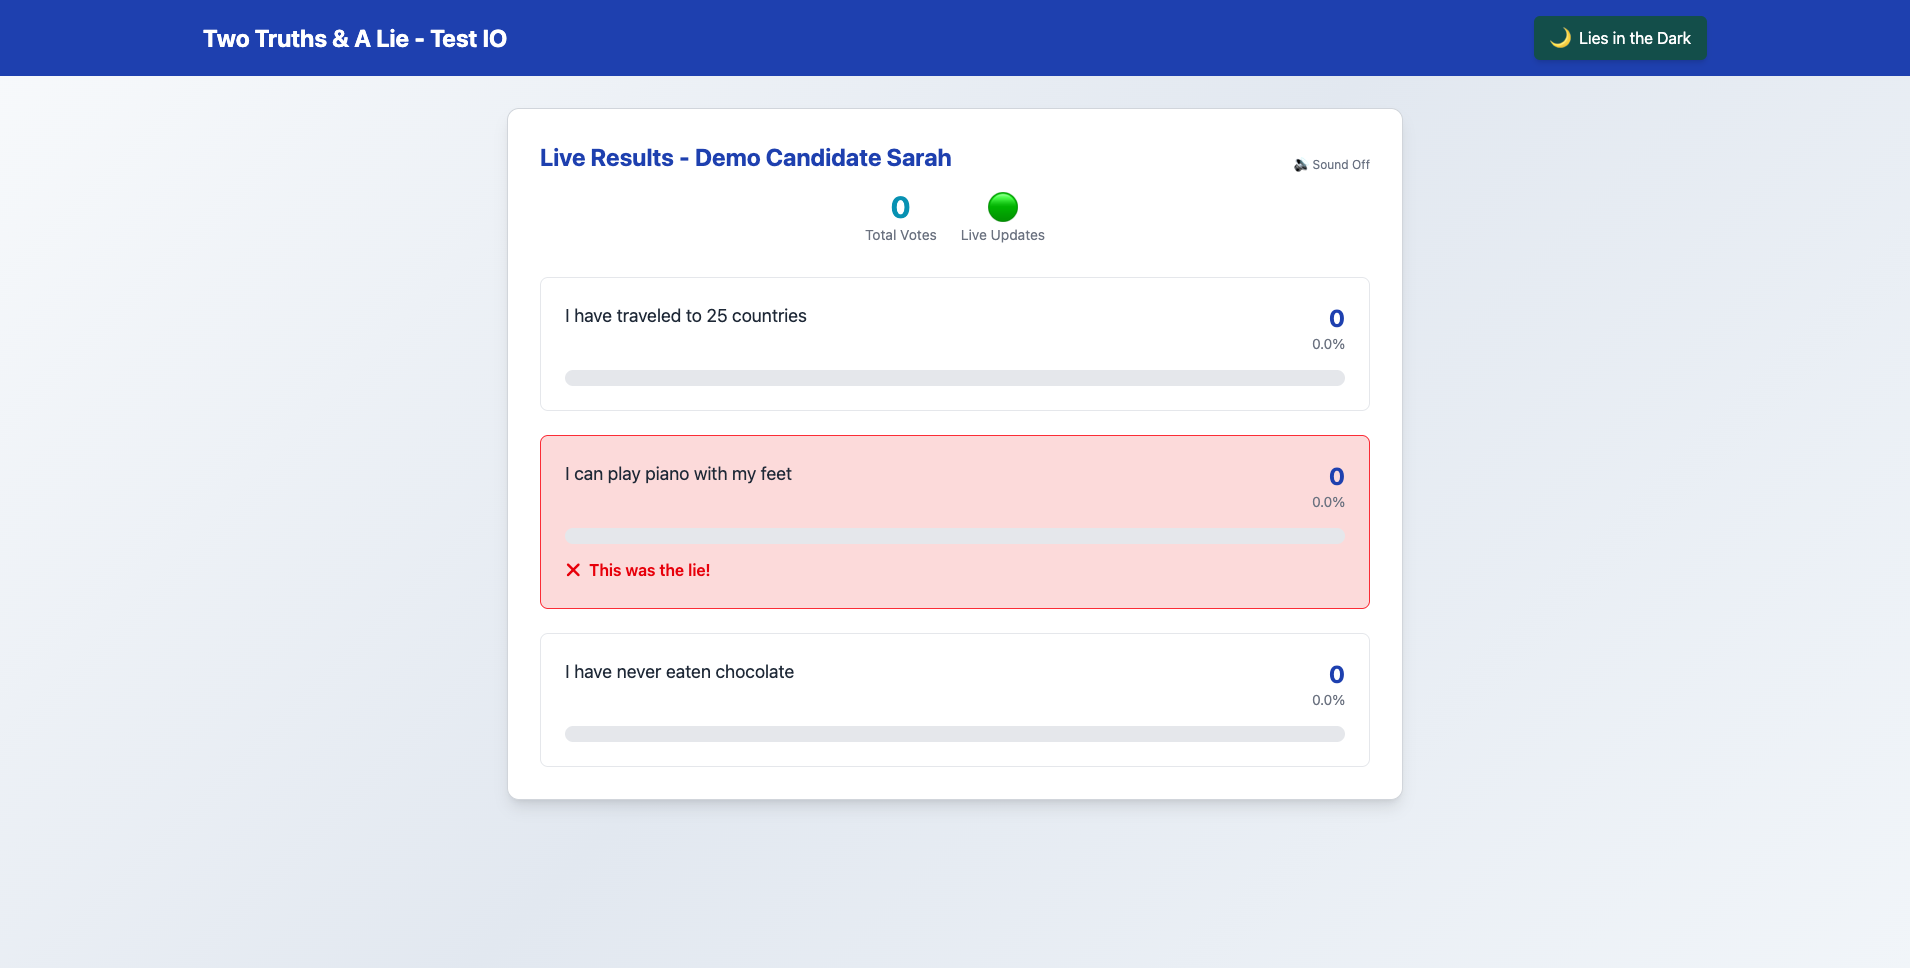 Two Truths & A Lie - Test IO
🌙 Lies in the Dark
Live Results - Demo Candidate Sarah
Sound Off
0
Total Votes
Live Updates
I have traveled to 25 countries
0
0.0%
I can play piano with my feet
0
0.0%
❌ This was the lie!
I have never eaten chocolate
0
0.0%